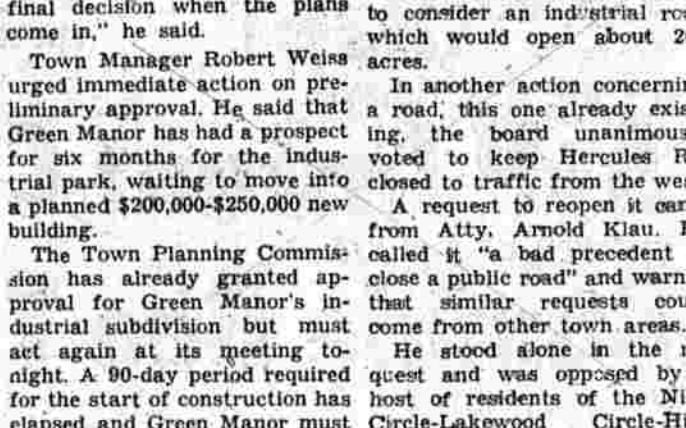 final decision when the plans
come in," he said.
Town Manager Robert Weiss
urged immediate action on pre-
liminary approval. He said that
Green Manor has had a prospect
for six months for the indus-
trial park, waiting to move into
a planned $200,000-$250,000 new
building.
The Town Planning Commis-
sion has already granted ap-
proval for Green Manor's in-
dustrial subdivision but must
act again at its meeting to-
night. A 90-day period required
for the start of construction has
elapsed and Green Manor must
to consider an industrial
which would open about
acres.
In another action
a road, this one already
ing, the board
voted to keep Hercules
closed to traffic from the
A request to reopen it
from Atty. Arnold Klau.
called it "a bad precedent
close a public road" and
that similar requests
come from other town areas.
He stood alone in the
quest and was opposed by
host of residents of the
Circle-Lakewood